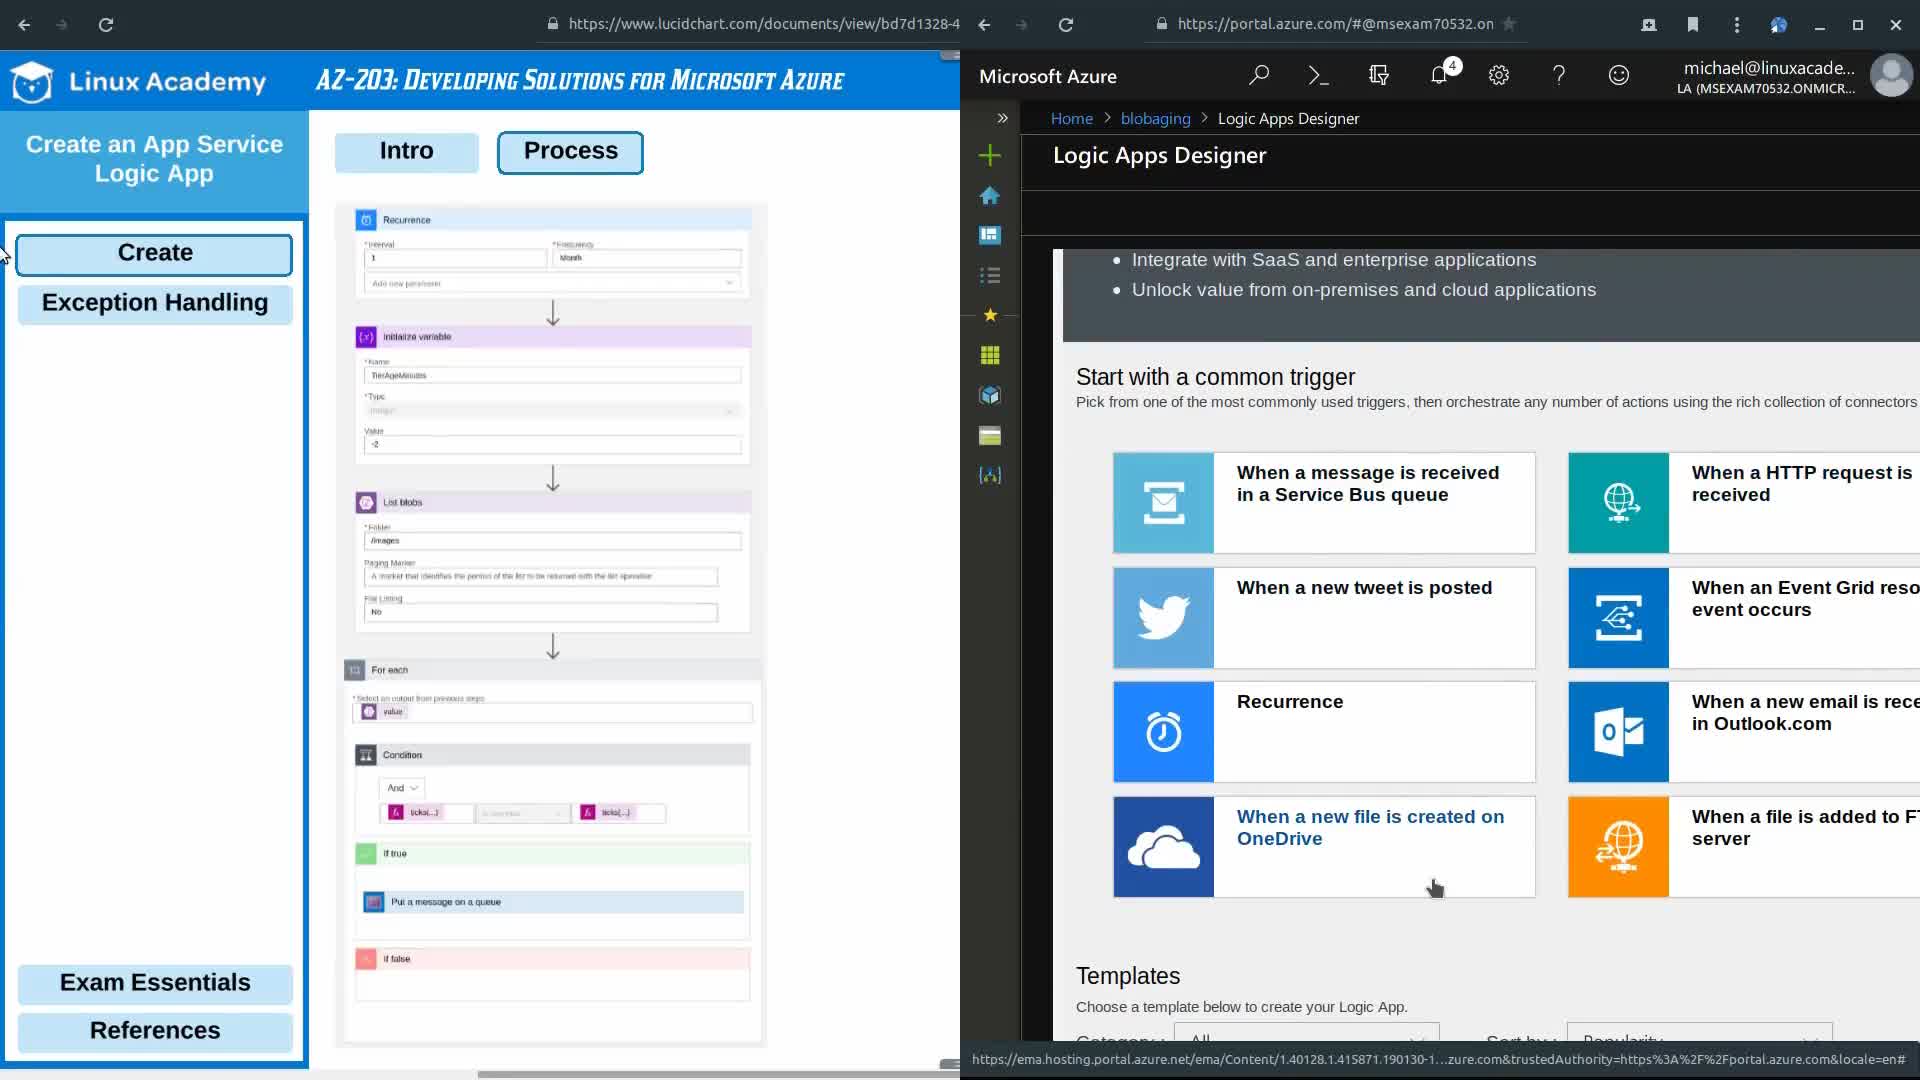 https://www.lucidchart.com/documents/view/bd7d1328-4
Linux Academy
AZ-203: Developing Solutions for Microsoft Azure
Create an App Service
Logic App
Create
Exception Handling
Exam Essentials
References
Intro
Process
Recurrence
* Interval
* Frequency
1
Month
Add new parameter
Initialize variable
* Name
TierAgeMinutes
* Type
Integer
Value
-2
List blobs
* Folder
/images
Paging Marker
A marker that identifies the portion of the list to be returned with the list operation
Flat Listing
No
For each
* Select an output from previous steps
value
Condition
And
ticks(...)
ticks(...)
If true
Put a message on a queue
If false
https://portal.azure.com/#@msexam70532.on
Microsoft Azure
4
michael@linuxacade...
LA (MSEXAM70532.ONMICR...
Home > blobaging > Logic Apps Designer
Logic Apps Designer
Integrate with SaaS and enterprise applications
Unlock value from on-premises and cloud applications
Start with a common trigger
Pick from one of the most commonly used triggers, then orchestrate any number of actions using the rich collection of connectors
When a message is received
in a Service Bus queue
When a HTTP request is
received
When a new tweet is posted
When an Event Grid reso
event occurs
Recurrence
When a new email is rece
in Outlook.com
When a new file is created on
OneDrive
When a file is added to FT
server
Templates
Choose a template below to create your Logic App.
Category : All
Sort by : Popularity
https://ema.hosting.portal.azure.net/ema/Content/1.40128.1.415871.190130-1...zure.com&trustedAuthority=https%3A%2F%2Fportal.azure.com&locale=en#